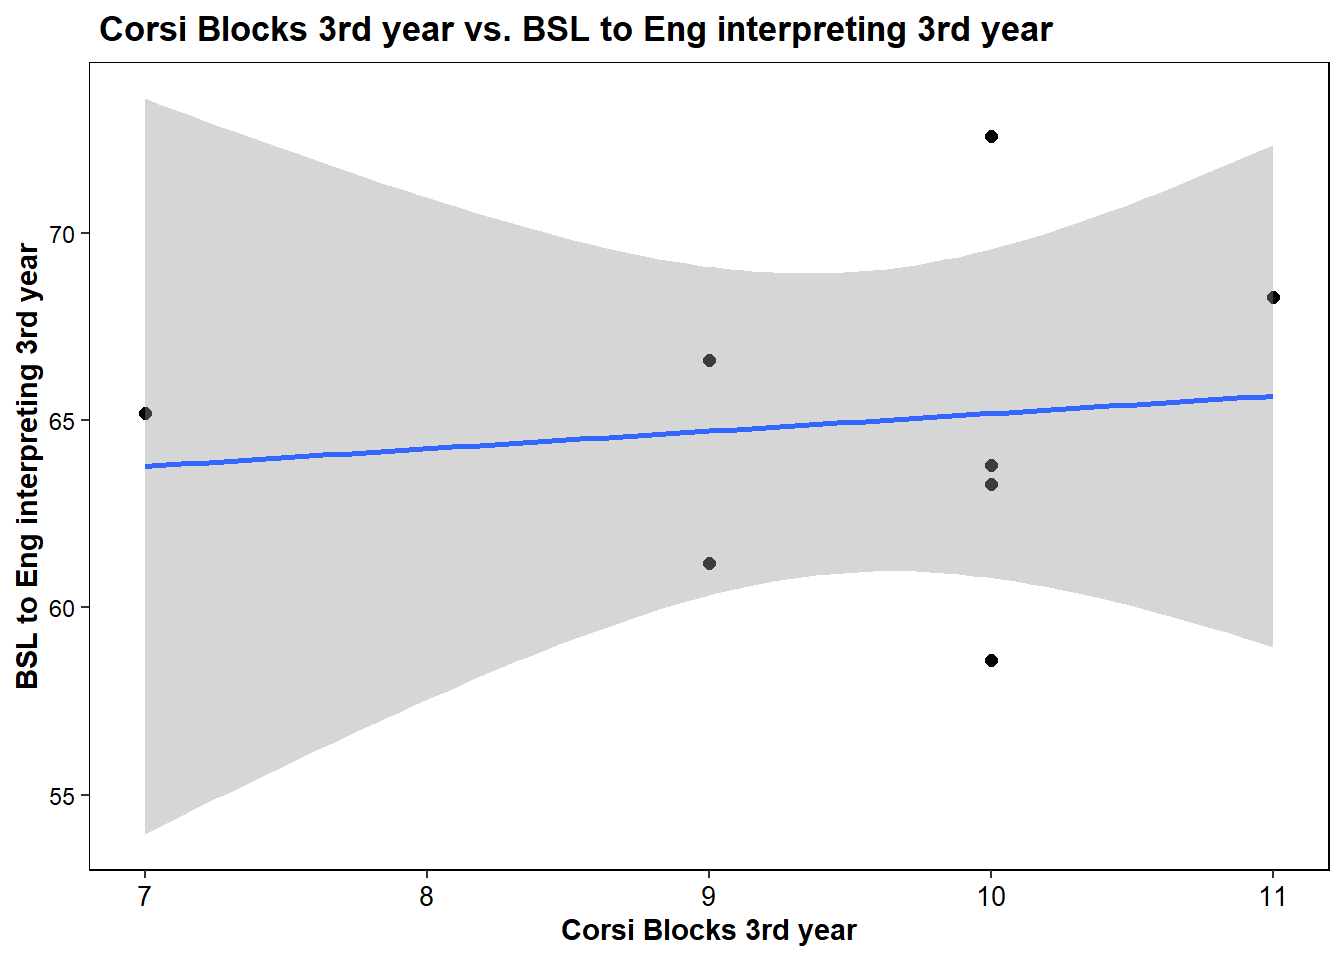 Corsi Blocks 3rd year vs. BSL to Eng interpreting 3rd year
BSL to Eng interpreting 3rd year
70
65
60
55
7 8 9 10 11
Corsi Blocks 3rd year